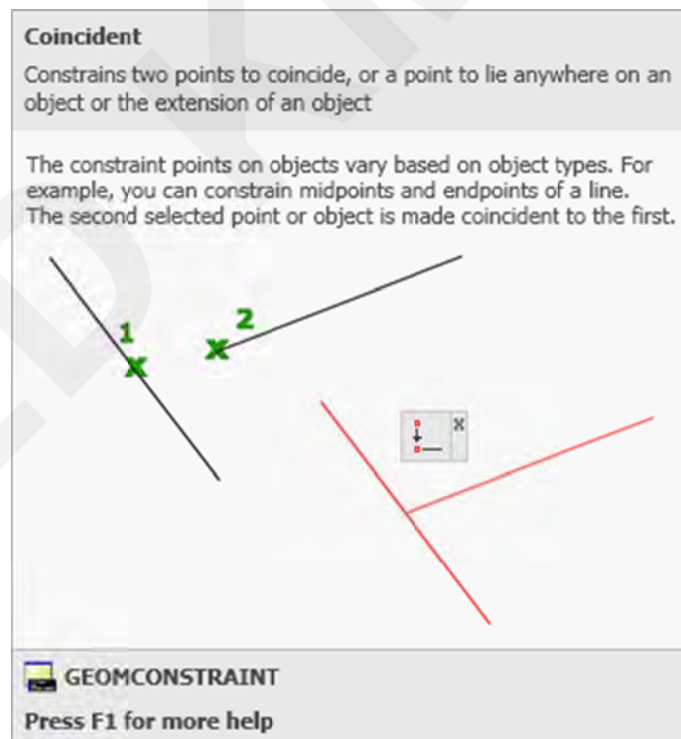 Coincident
Constrains two points to coincide, or a point to lie anywhere on an
object or the extension of an object
The constraint points on objects vary based on object types. For
example, you can constrain midpoints and endpoints of a line.
The second selected point or object is made coincident to the first.
1
2
X
X
X
GEOMCONSTRAINT
Press F1 for more help